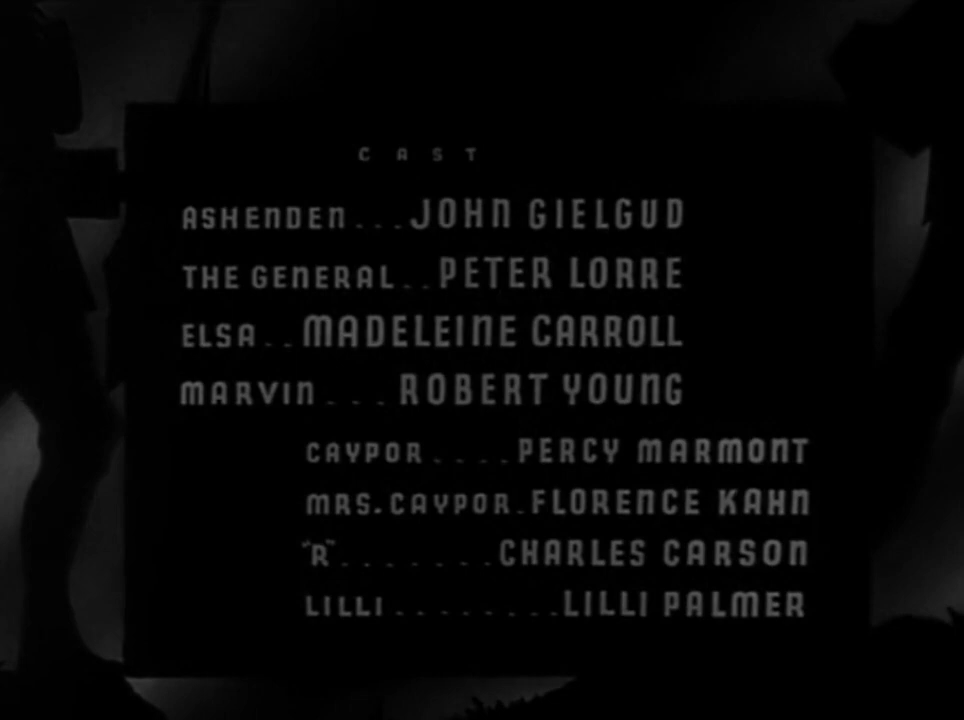 CAST
ASHENDEN...JOHN GIELGUD
THE GENERAL..PETER LORRE
ELSA..MADELEINE CARROLL
MARVIN....ROBERT YOUNG
CAYPOR....PERCY MARMONT
MRS. CAYPOR.FLORENCE KAHN
"R"........CHARLES CARSON
LILLI.........LILLI PALMER